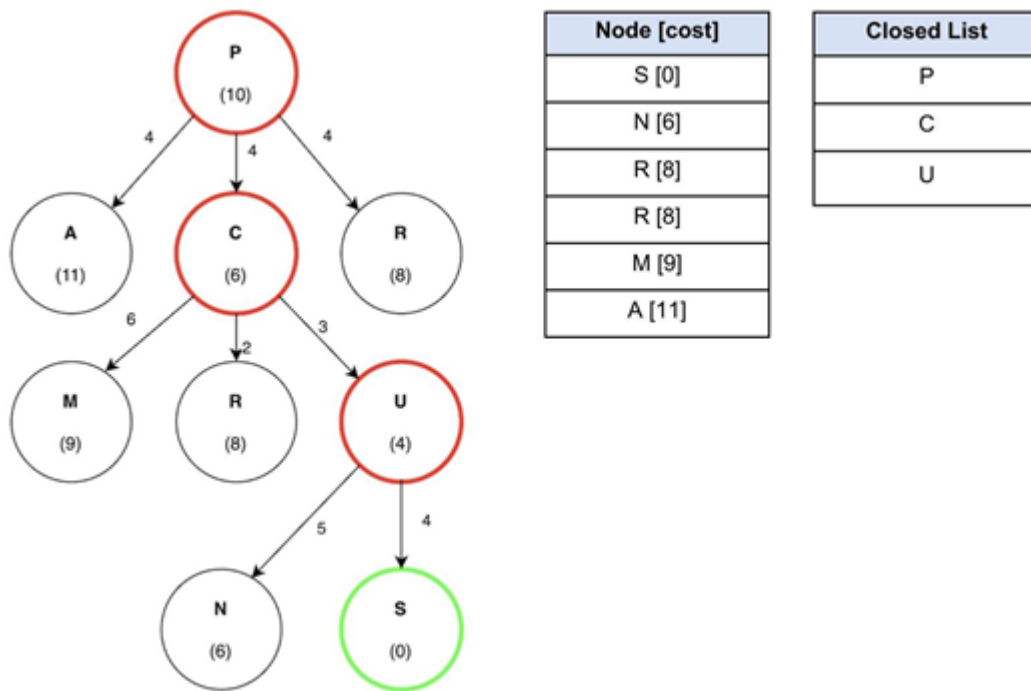 P
(10)
4
4
4
A
(11)
C
(6)
R
(8)
6
2
3
M
(9)
R
(8)
U
(4)
5
4
N
(6)
S
(0)
Node [cost]
S [0]
N [6]
R [8]
R [8]
M [9]
A [11]
Closed List
P
C
U